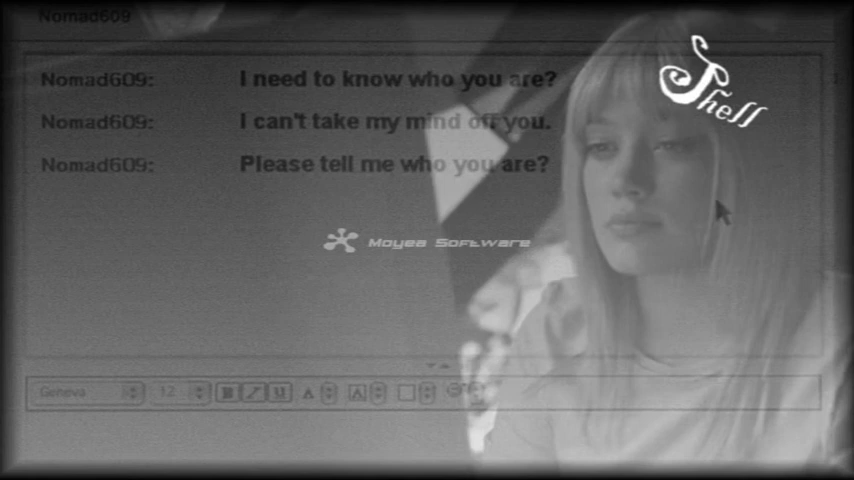 Nomad609
Nomad609: I need to know who you are?
Nomad609: I can't take my mind off you.
Nomad609: Please tell me who you are?
Shell
Moyea Software
Geneva 12 B I U A A